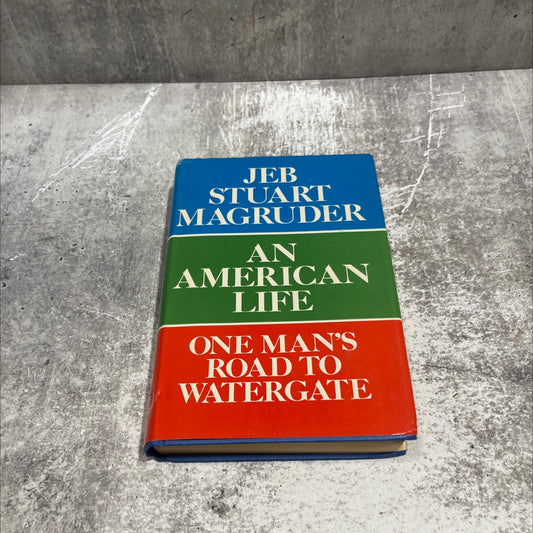 JEB
STUART
MAGRUDER
AN
AMERICAN
LIFE
ONE MAN'S
ROAD TO
WATERGATE